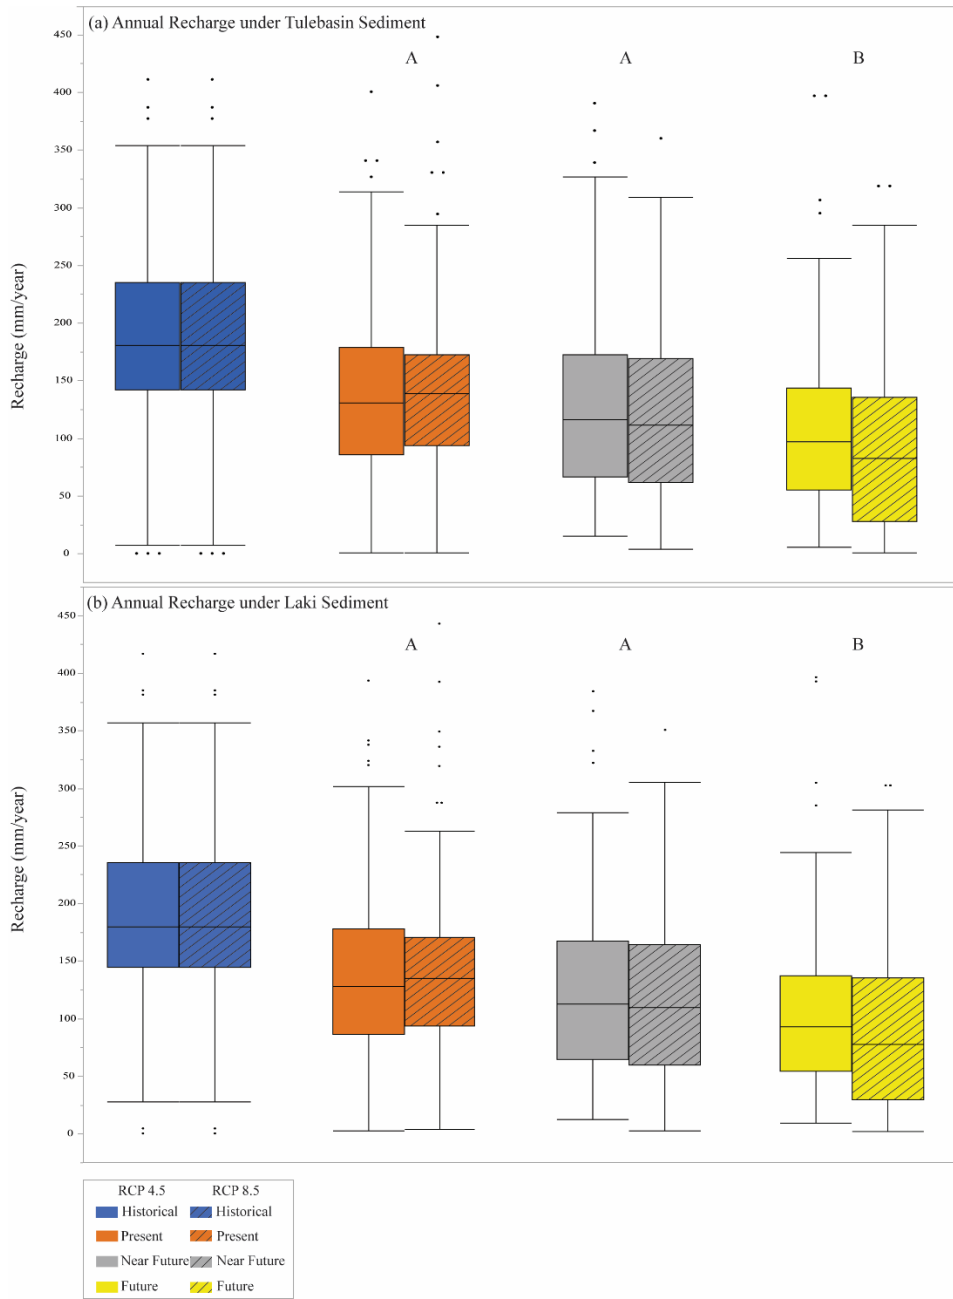 (a) Annual Recharge under Tulebasin Sediment
A A B
450
400
350
300
250
200
150
100
50
0
Recharge (mm/year)
(b) Annual Recharge under Laki Sediment
A A B
450
400
350
300
250
200
150
100
50
0
Recharge (mm/year)
RCP 4.5 RCP 8.5
Historical Historical
Present Present
Near Future Near Future
Future Future